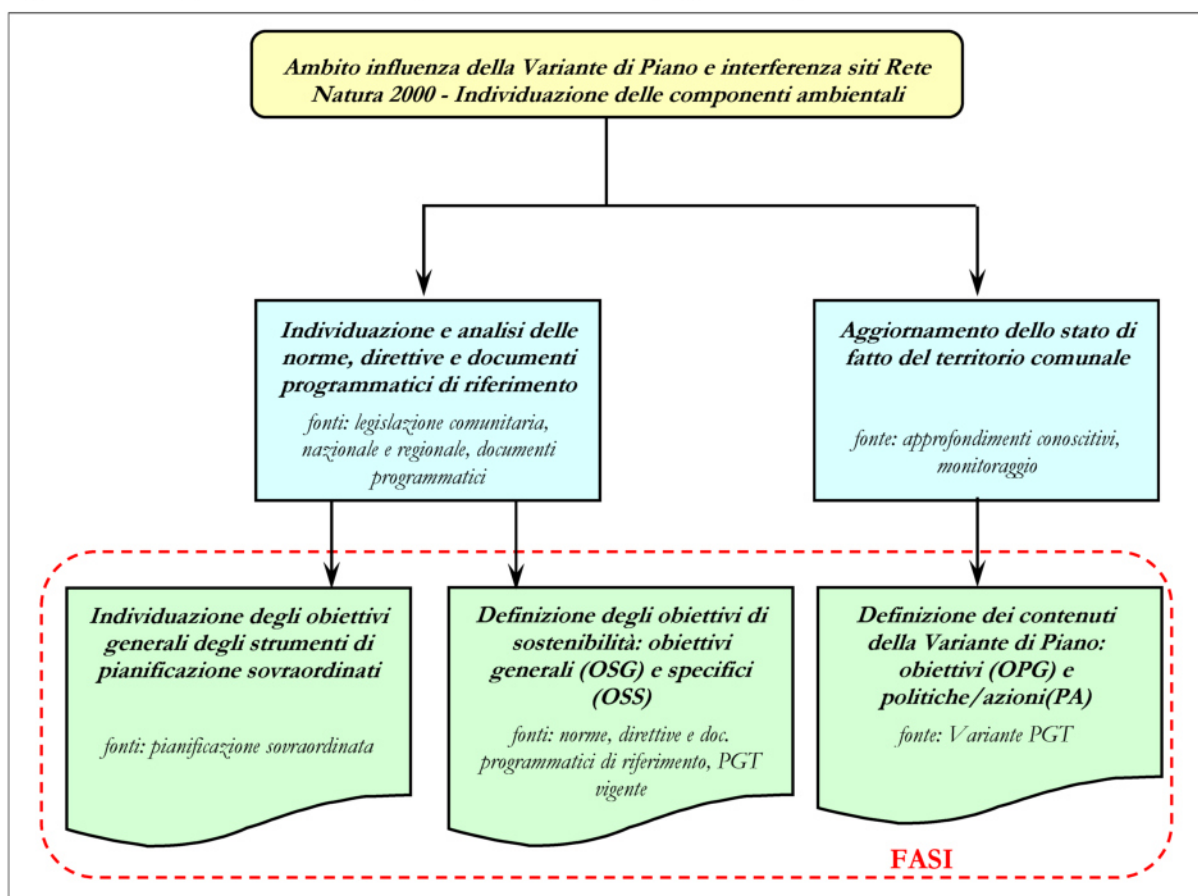 Ambito influenza della Variante di Piano e interferenza siti Rete
Natura 2000 - Individuazione delle componenti ambientali
Individuazione e analisi delle
norme, direttive e documenti
programmatici di riferimento
fonti: legislazione comunitaria,
nazionale e regionale, documenti
programmatici
Aggiornamento dello stato di
fatto del territorio comunale
fonte: approfondimenti conoscitivi,
monitoraggio
Individuazione degli obiettivi
generali degli strumenti di
pianificazione sovraordinati
fonti: pianificazione sovraordinata
Definizione degli obiettivi di
sostenibilità: obiettivi
generali (OSG) e specifici
(OSS)
fonti: norme, direttive e doc.
programmatici di riferimento, PGT
vigente
Definizione dei contenuti
della Variante di Piano:
obiettivi (OPG) e
politiche/azioni(PA)
fonte: Variante PGT
FASI